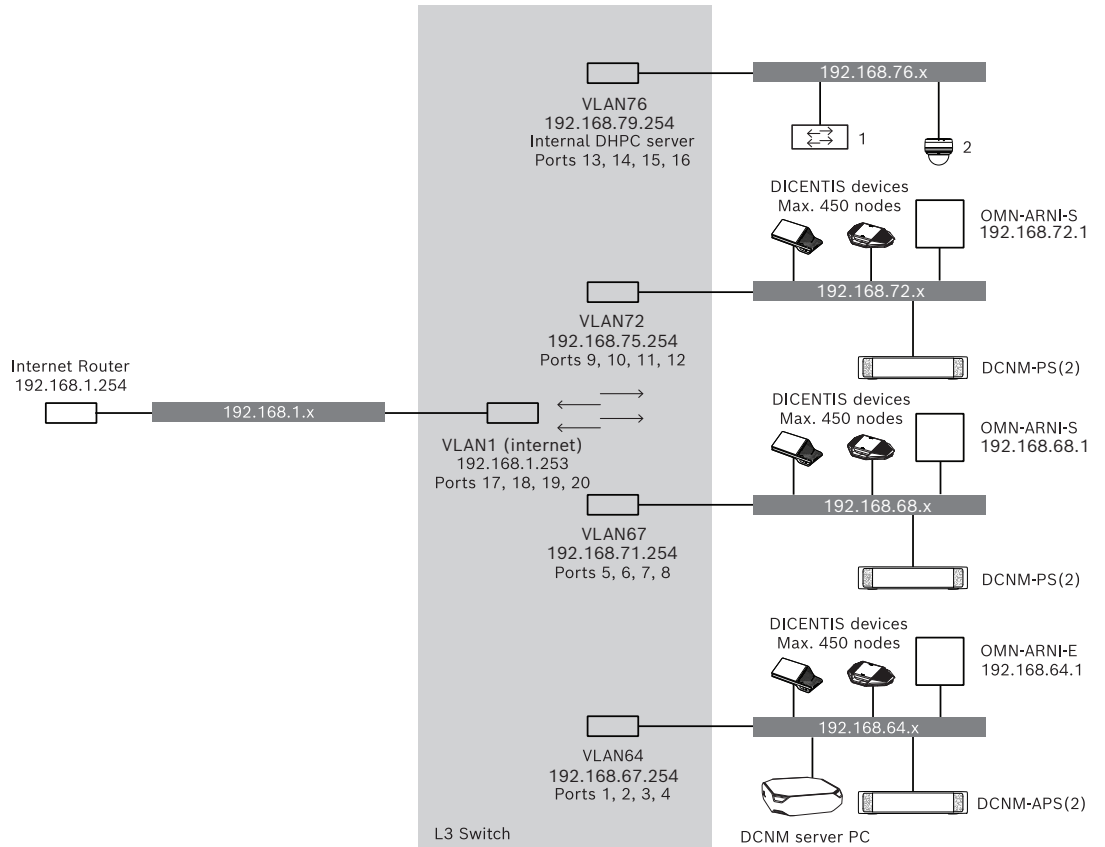 192.168.76.x
VLAN76
192.168.79.254
Internal DHPC server
Ports 13, 14, 15, 16
1
2
DICENTIS devices
Max. 450 nodes
OMN-ARNI-S
192.168.72.1
192.168.72.x
VLAN72
192.168.75.254
Ports 9, 10, 11, 12
DCNM-PS(2)
Internet Router
192.168.1.254
192.168.1.x
VLAN1 (internet)
192.168.1.253
Ports 17, 18, 19, 20
DICENTIS devices
Max. 450 nodes
OMN-ARNI-S
192.168.68.1
192.168.68.x
VLAN67
192.168.71.254
Ports 5, 6, 7, 8
DCNM-PS(2)
DICENTIS devices
Max. 450 nodes
OMN-ARNI-E
192.168.64.1
192.168.64.x
VLAN64
192.168.67.254
Ports 1, 2, 3, 4
DCNM-APS(2)
L3 Switch
DCNM server PC